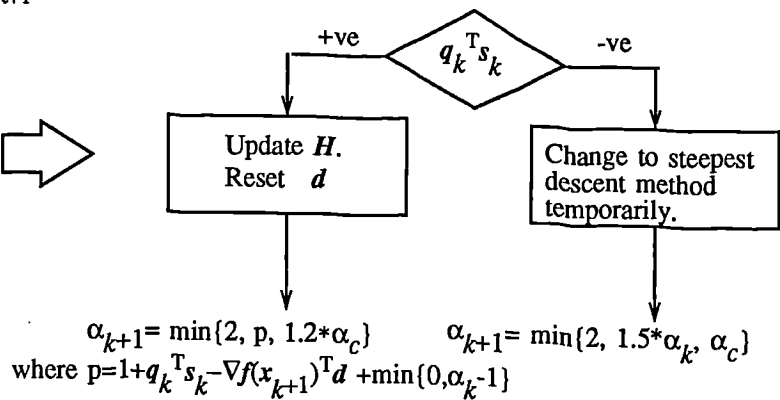 +ve
q_k^T s_k
-ve
Update H.
Reset d
Change to steepest
descent method
temporarily.
α_{k+1}= min{2, p, 1.2*α_c}
where p=1+q_k^T s_k–∇f(x_{k+1})^T d +min{0,α_k-1}
α_{k+1}= min{2, 1.5*α_k, α_c}